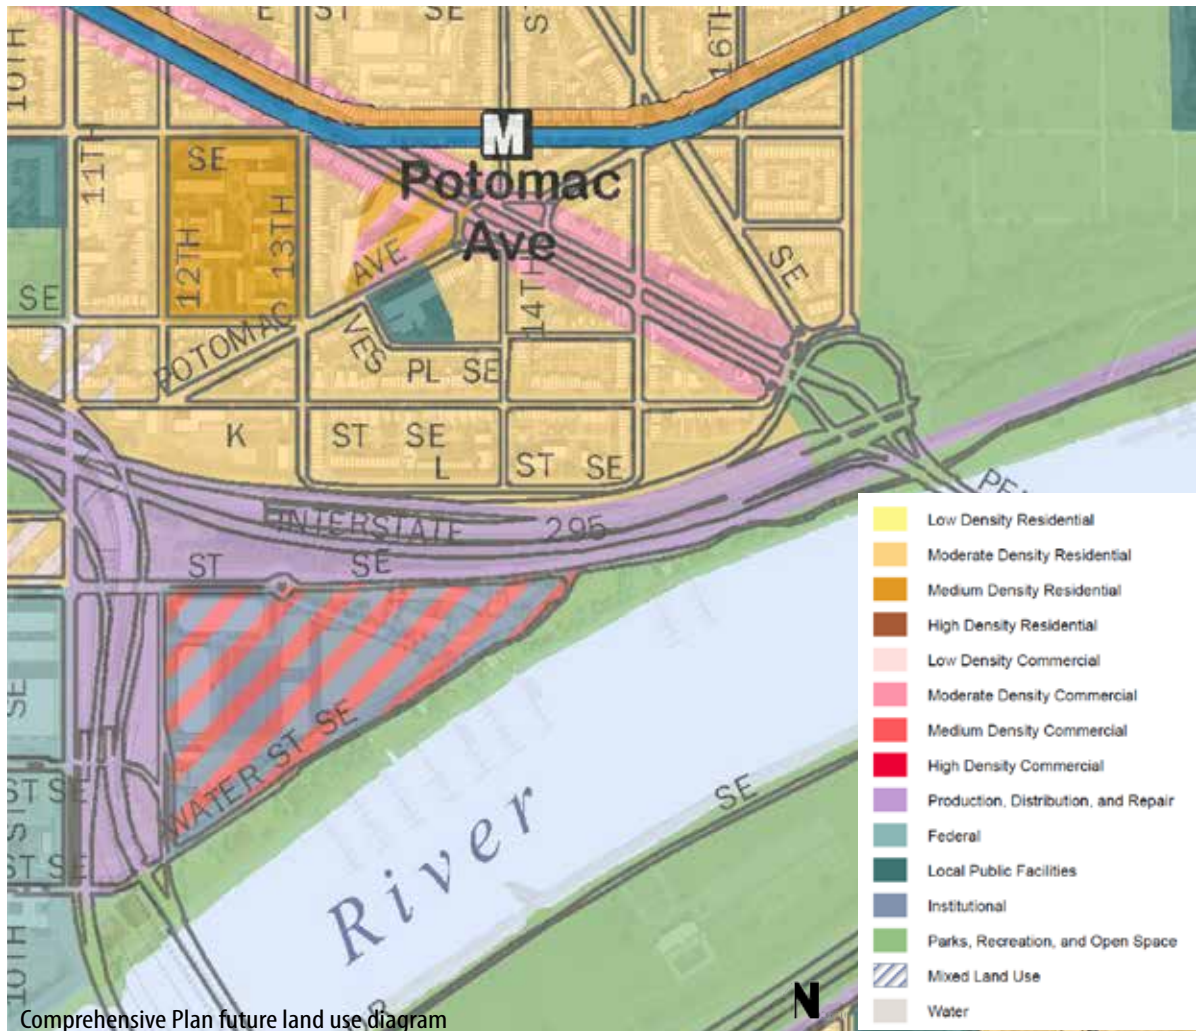 E ST SE
ST
10TH
16TH
11TH
SE
M
Potomac
Ave
12TH
13TH
AVE
14TH
SE
SE
POTOMAC
VES
PL SE
K ST SE
L ST SE
PE
INTERSTATE 295
ST SE
SE
WATER ST SE
ST SE
ST
ST SE
10TH
River
SE
N
Low Density Residential
Moderate Density Residential
Medium Density Residential
High Density Residential
Low Density Commercial
Moderate Density Commercial
Medium Density Commercial
High Density Commercial
Production, Distribution, and Repair
Federal
Local Public Facilities
Institutional
Parks, Recreation, and Open Space
Mixed Land Use
Water
Comprehensive Plan future land use diagram